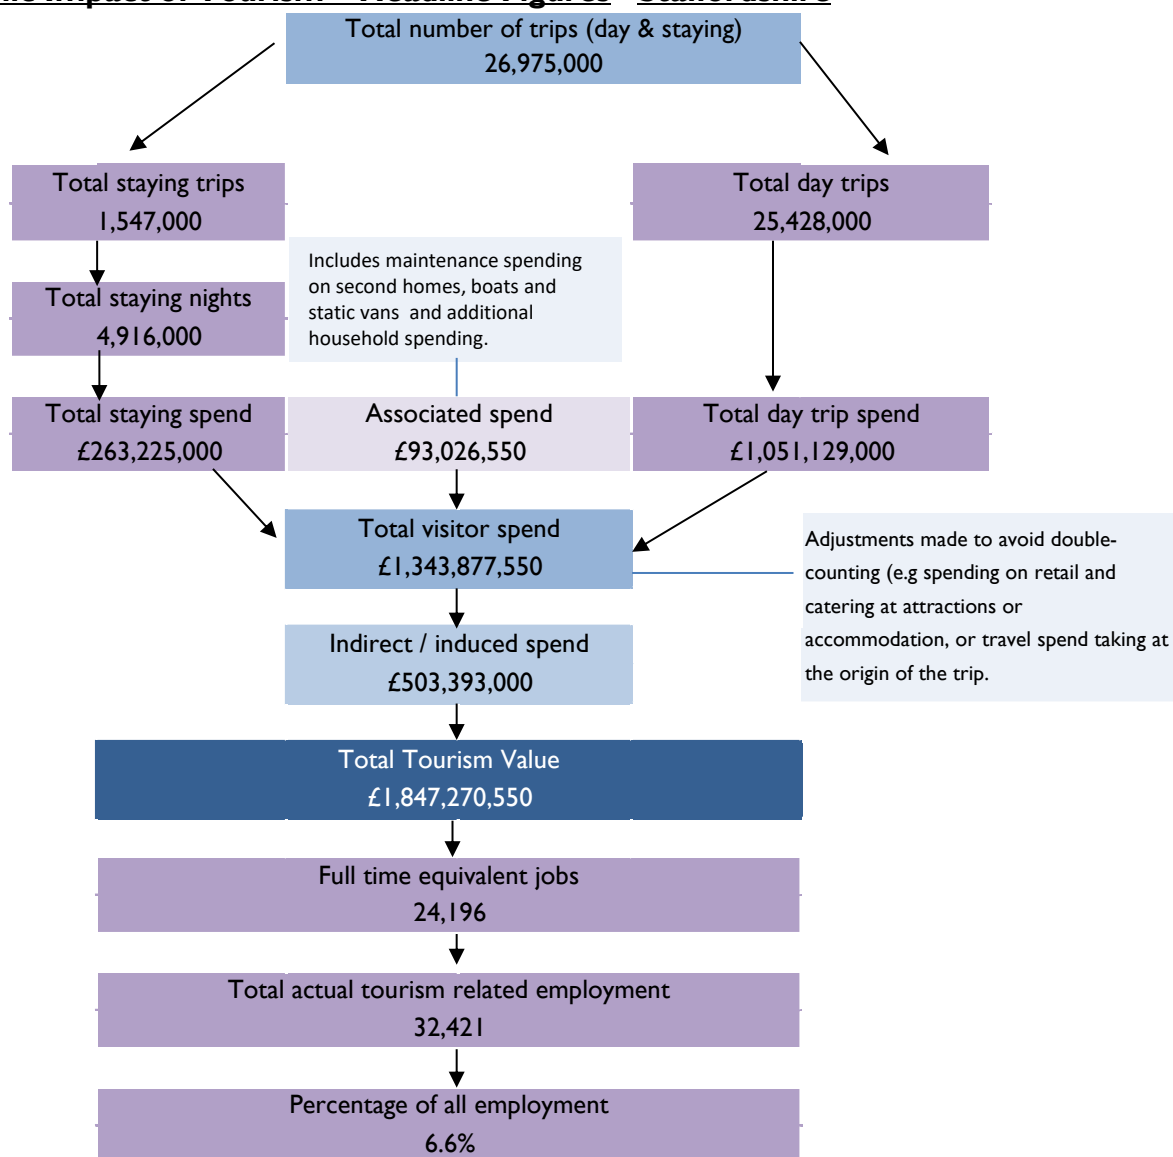 Impact of Tourism – Headline Figures Staffordshire
Total number of trips (day & staying)
26,975,000
Total staying trips
1,547,000
Total day trips
25,428,000
Includes maintenance spending
on second homes, boats and
static vans and additional
household spending.
Total staying nights
4,916,000
Total staying spend
£263,225,000
Associated spend
£93,026,550
Total day trip spend
£1,051,129,000
Total visitor spend
£1,343,877,550
Adjustments made to avoid double-
counting (e.g spending on retail and
catering at attractions or
accommodation, or travel spend taking at
the origin of the trip.
Indirect / induced spend
£503,393,000
Total Tourism Value
£1,847,270,550
Full time equivalent jobs
24,196
Total actual tourism related employment
32,421
Percentage of all employment
6.6%